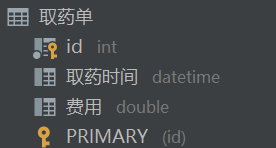 取药单
id int
取药时间 datetime
费用 double
PRIMARY (id)